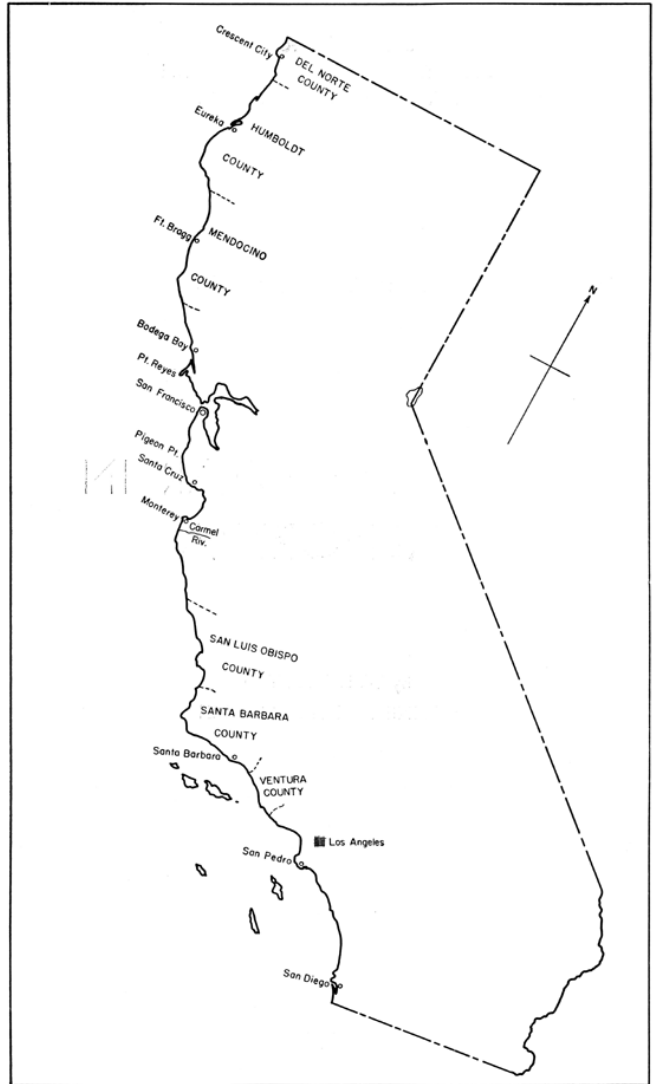 Crescent City
DEL NORTE
COUNTY
Eureka
HUMBOLDT
COUNTY
Ft. Bragg
MENDOCINO
COUNTY
N
Bodega Bay
Pt. Reyes
San Francisco
Pigeon Pt.
Santa Cruz
Monterey
Carmel
Riv.
SAN LUIS OBISPO
COUNTY
SANTA BARBARA
COUNTY
Santa Barbara
VENTURA
COUNTY
Los Angeles
San Pedro
San Diego